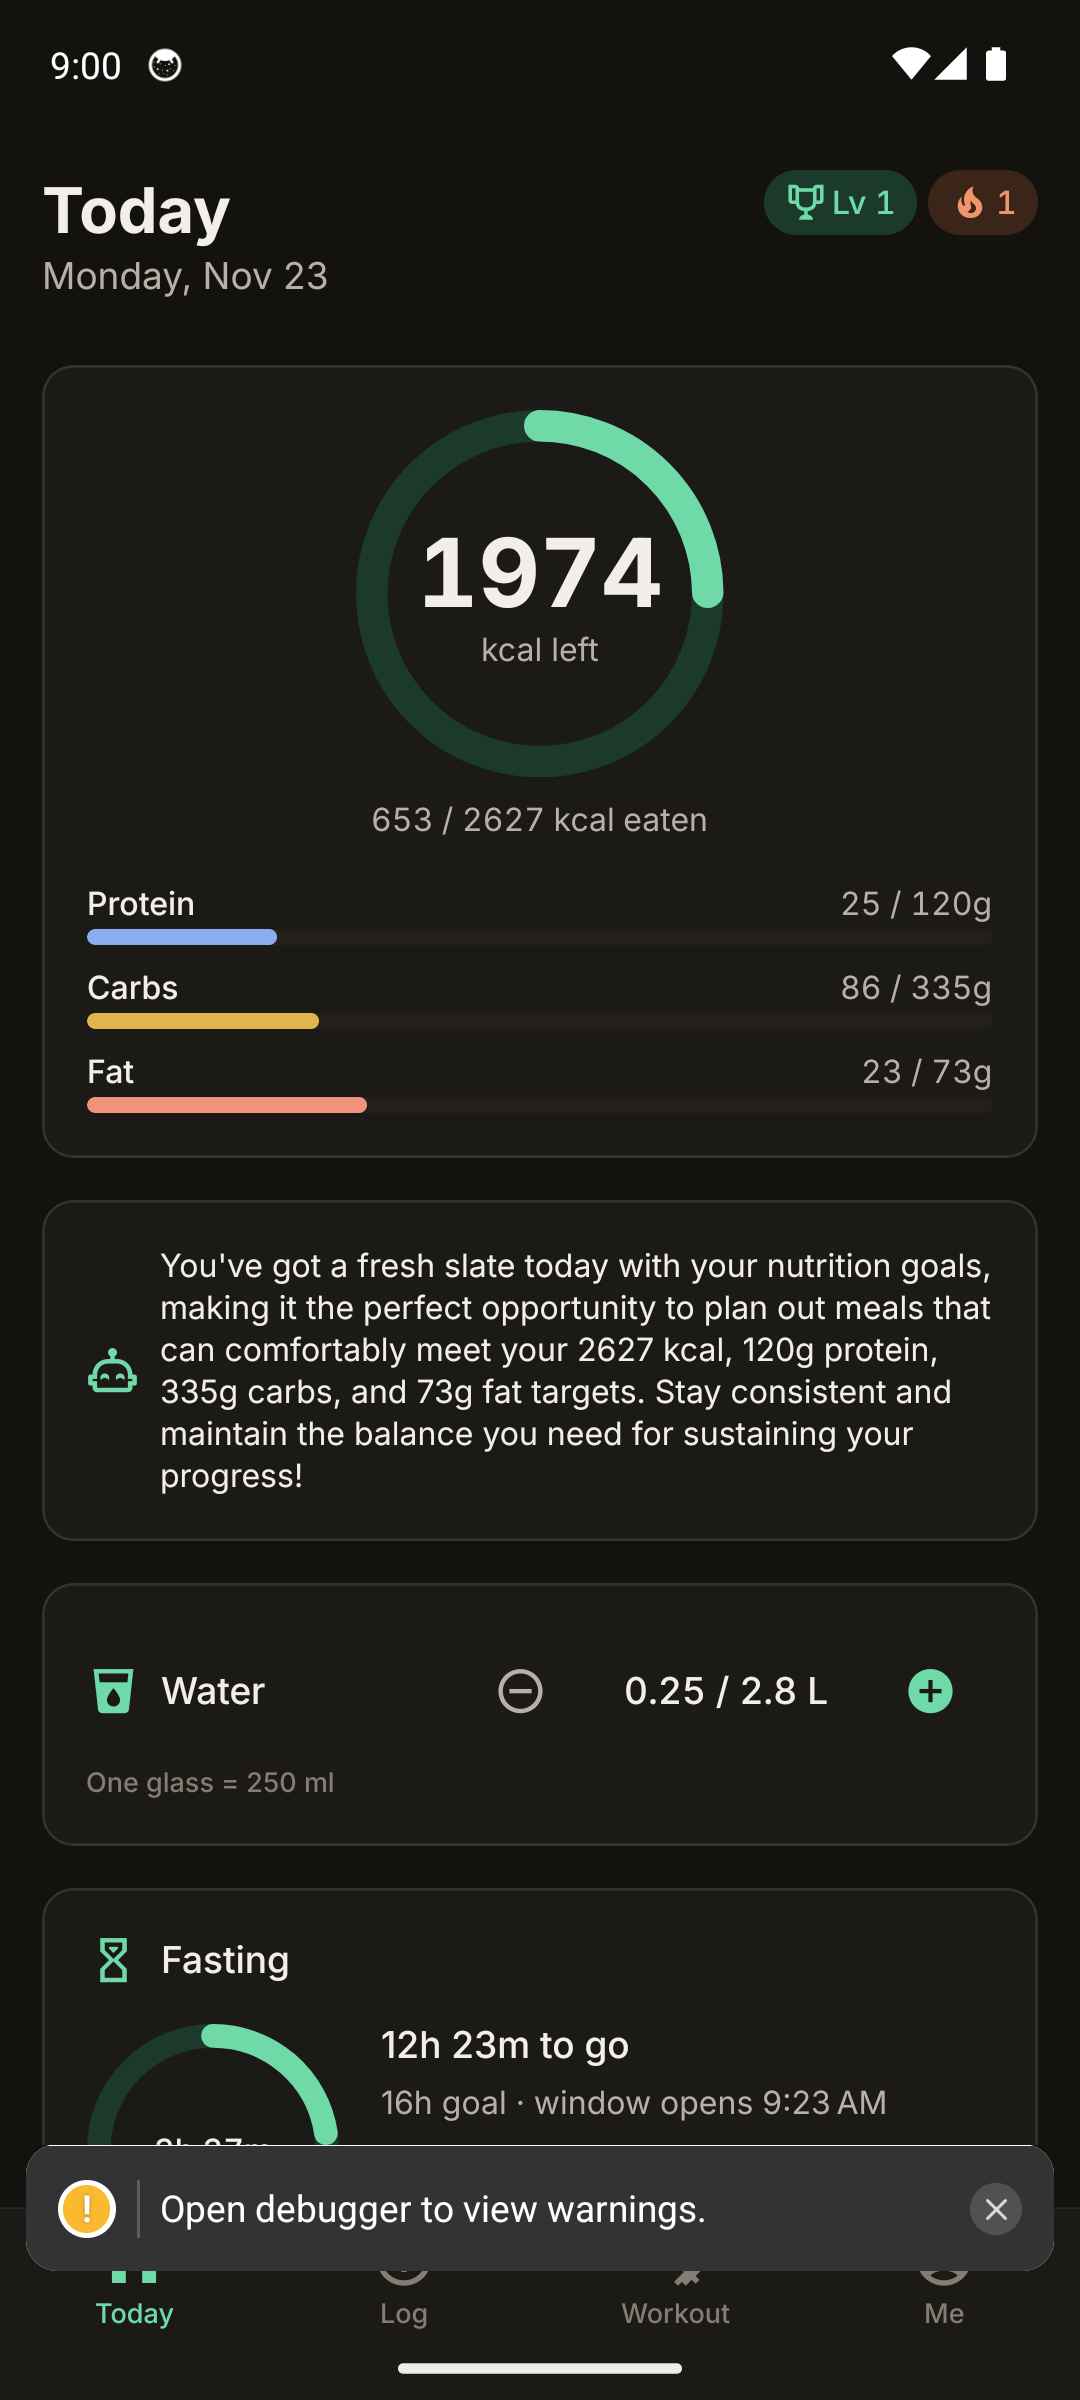 9:00
Today
Lv 1
1
Monday, Nov 23
1974
kcal left
653 / 2627 kcal eaten
Protein
25 / 120g
Carbs
86 / 335g
Fat
23 / 73g
You've got a fresh slate today with your nutrition goals,
making it the perfect opportunity to plan out meals that
can comfortably meet your 2627 kcal, 120g protein,
335g carbs, and 73g fat targets. Stay consistent and
maintain the balance you need for sustaining your
progress!
Water
0.25 / 2.8 L
One glass = 250 ml
Fasting
12h 23m to go
16h goal · window opens 9:23 AM
Open debugger to view warnings.
Today
Log
Workout
Me